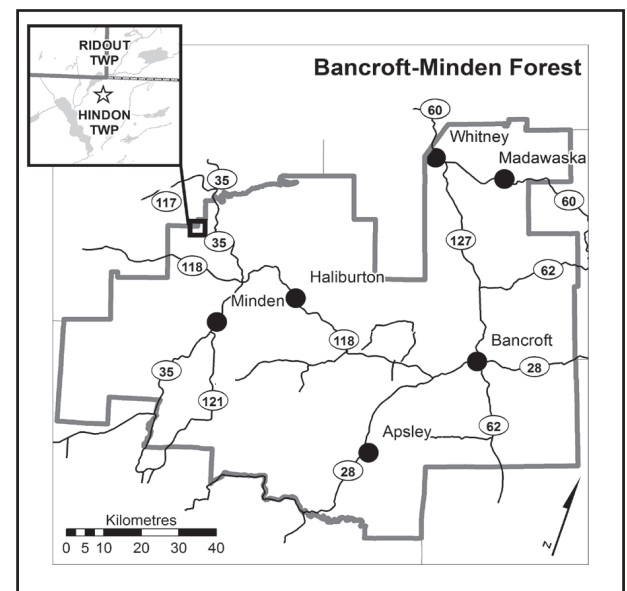 RIDOUT
TWP
HINDON
TWP
Bancroft-Minden Forest
60
Whitney
Madawaska
35
117
60
35
127
118
62
Haliburton
Minden
118
Bancroft
35
28
121
62
Apsley
28
Kilometres
0 5 10 20 30 40
N